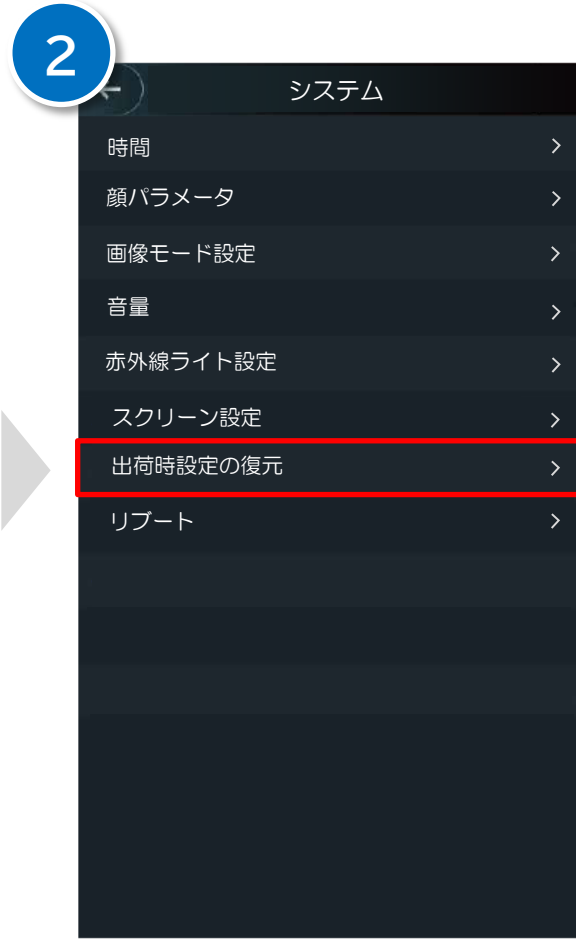 2
システム
時間
顔パラメータ
画像モード設定
音量
赤外線ライト設定
スクリーン設定
出荷時設定の復元
リブート